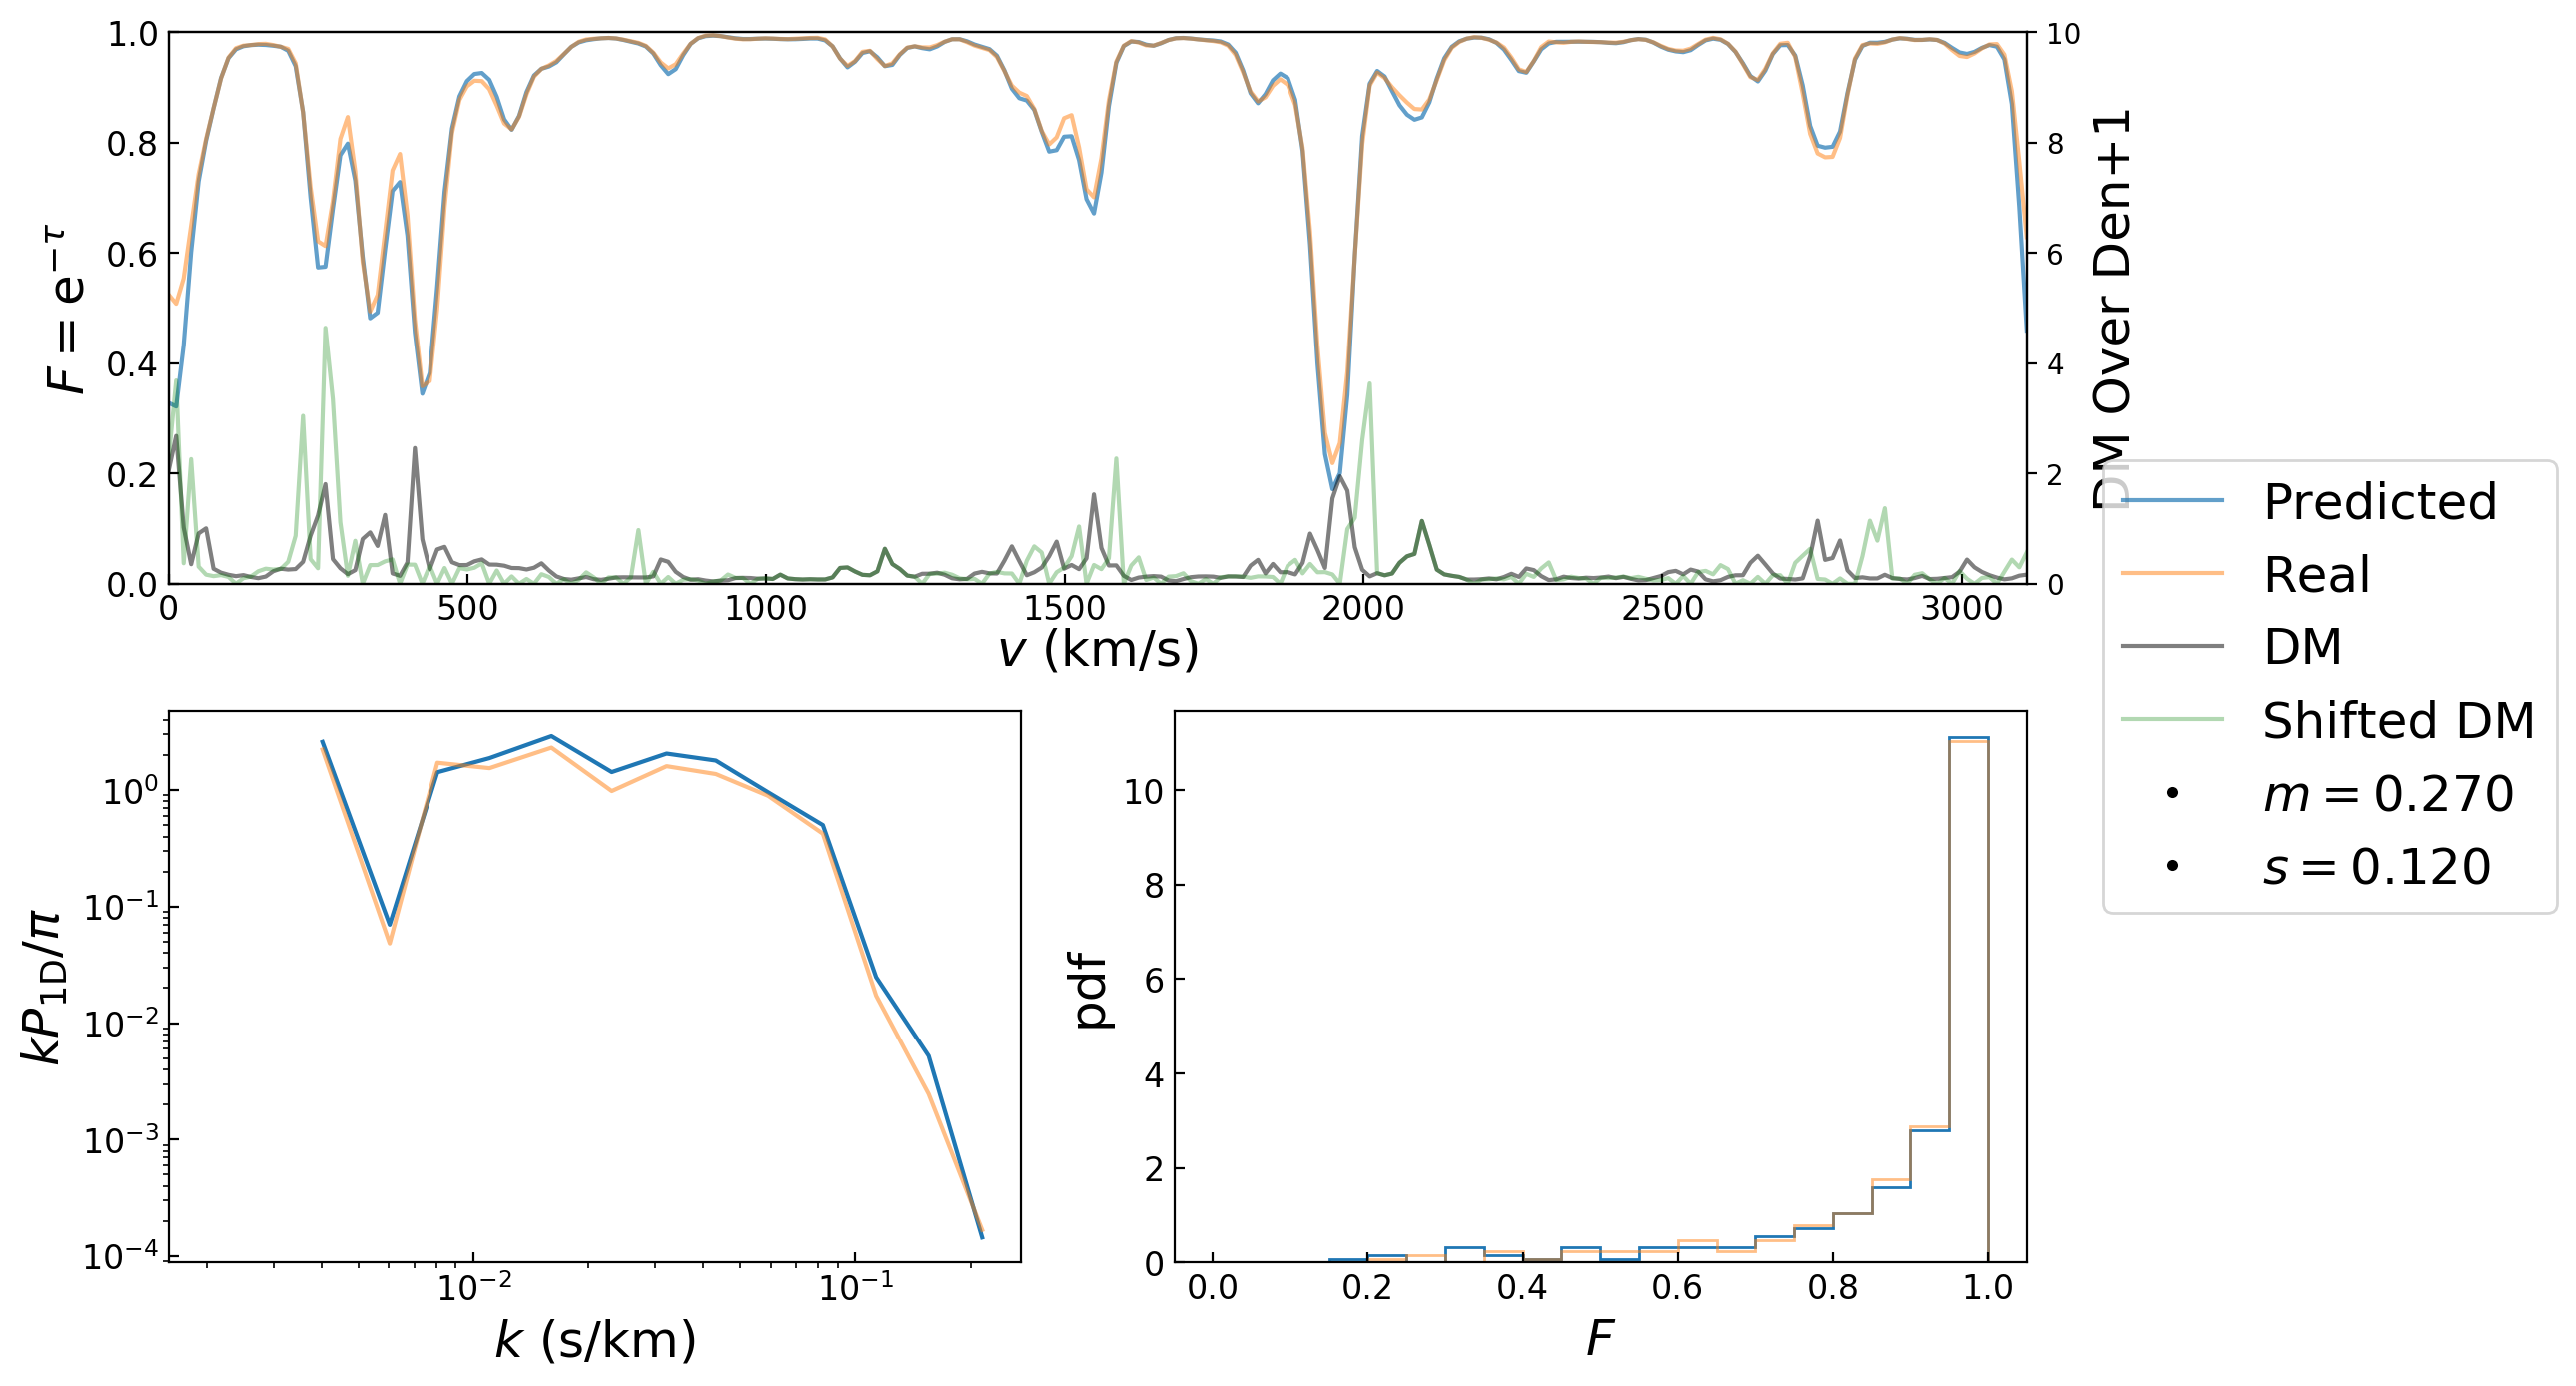 1.0
0.8
0.6
0.4
0.2
0.0
F = e^{-τ}
10
8
6
4
2
0
DM Over Den+1
0 500 1000 1500 2000 2500 3000
v (km/s)
Predicted
Real
DM
Shifted DM
m = 0.270
s = 0.120
10^0
10^{-1}
10^{-2}
10^{-3}
10^{-4}
kP_{1D}/π
10^{-2} 10^{-1}
k (s/km)
10
8
6
4
2
0
pdf
0.0 0.2 0.4 0.6 0.8 1.0
F